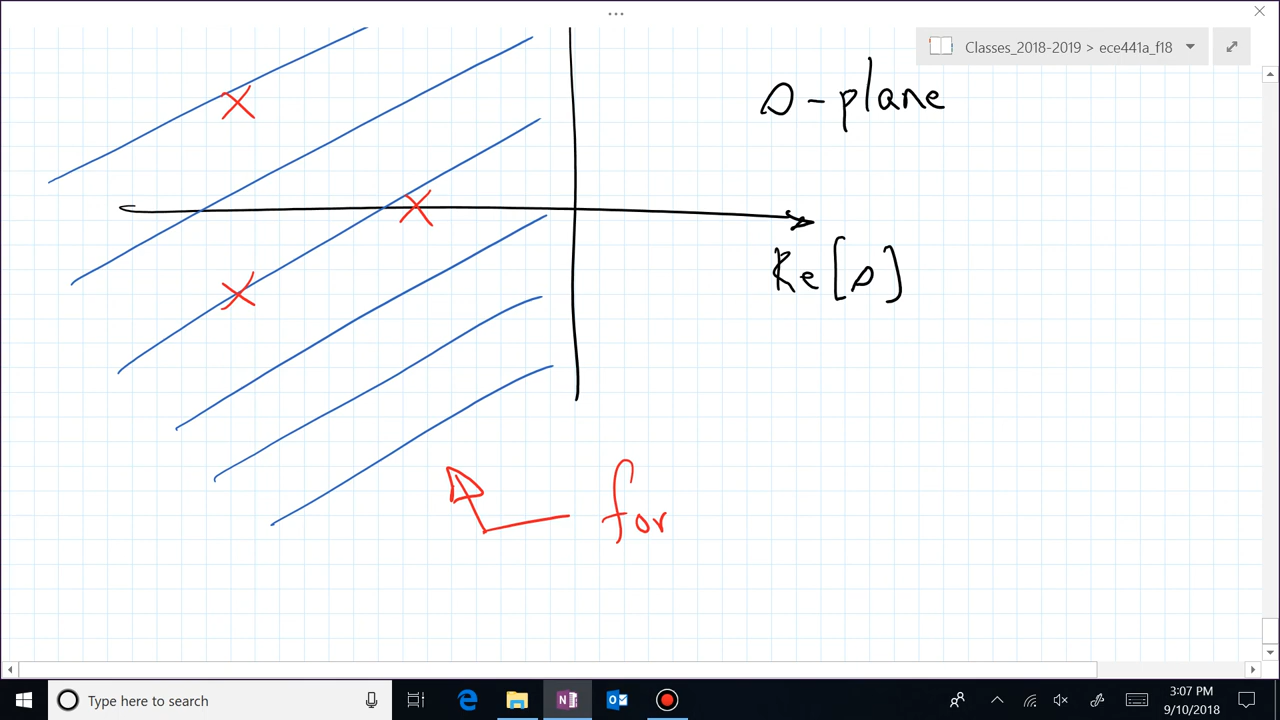 Classes_2018-2019 > ece441a_f18
s-plane
Re[s]
for
Type here to search
3:07 PM
9/10/2018